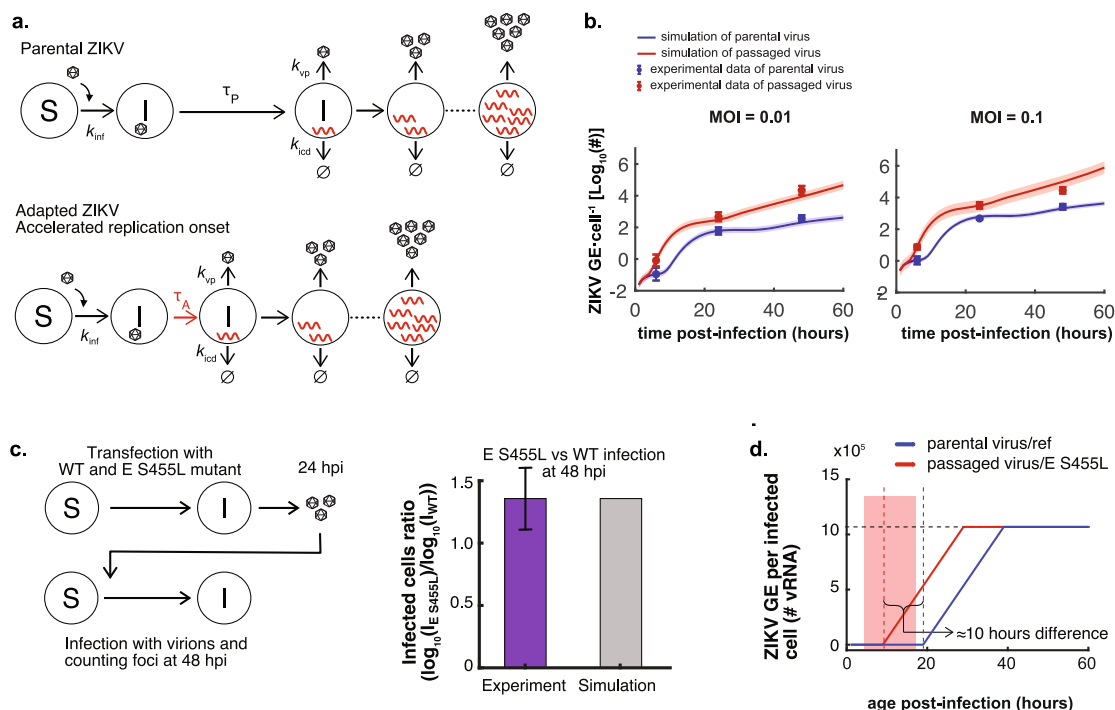 a.
Parental ZIKV
S
k_inf
I
τ_P
k_vp
I
k_icd
∅
∅
∅
Adapted ZIKV
Accelerated replication onset
S
k_inf
I
τ_A
k_vp
I
k_icd
∅
∅
∅
b.
simulation of parental virus
simulation of passaged virus
experimental data of parental virus
experimental data of passaged virus
MOI = 0.01
MOI = 0.1
ZIKV GE·cell⁻¹ [Log₁₀(#)]
6
4
2
0
-2
0
20
40
60
time post-infection (hours)
6
4
2
0
-2
0
20
40
60
time post-infection (hours)
c.
Transfection with
WT and E S455L mutant
24 hpi
S
I
S
I
Infection with virions and
counting foci at 48 hpi
E S455L vs WT infection
at 48 hpi
Infected cells ratio
(log₁₀(I_E S455L)/log₁₀(I_WT))
1.5
1.0
0.5
0
Experiment
Simulation
d.
parental virus/ref
passaged virus/E S455L
x10⁵
ZIKV GE per infected
cell (# vRNA)
15
10
5
0
≈10 hours difference
0
20
40
60
age post-infection (hours)